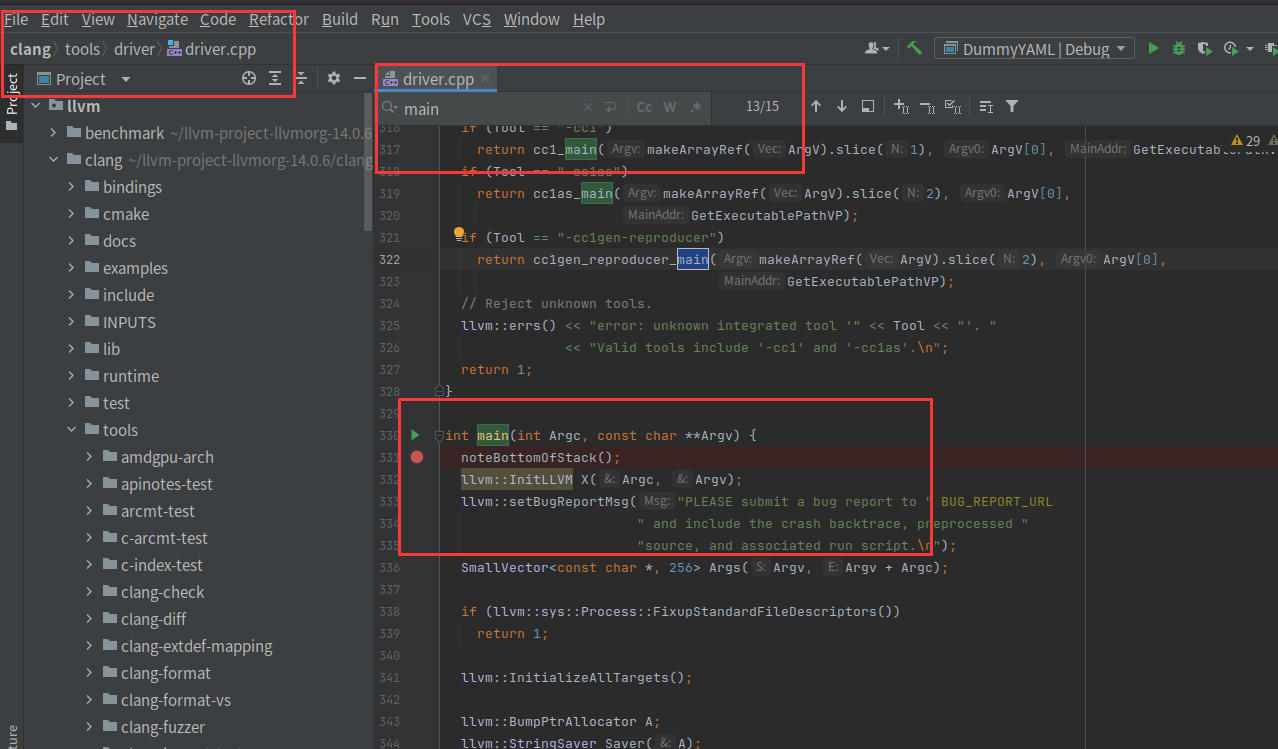 File Edit View Navigate Code Refactor Build Run Tools VCS Window Help
clang tools driver driver.cpp
DummyYAML | Debug
Project
Project
driver.cpp
llvm
main
Cc W .*
13/15
benchmark ~/llvm-project-llvmorg-14.0.6
clang ~/llvm-project-llvmorg-14.0.6/clang
bindings
cmake
docs
examples
include
INPUTS
lib
runtime
test
tools
amdgpu-arch
apinotes-test
arcmt-test
c-arcmt-test
c-index-test
clang-check
clang-diff
clang-extdef-mapping
clang-format
clang-format-vs
clang-fuzzer
29
316 if (Tool == "-cc1")
317 return cc1_main( Argv: makeArrayRef( Vec: ArgV).slice( N: 1), Argv0: ArgV[0], MainAddr:
318 if (Tool == "-cc1as")
319 return cc1as_main( Argv: makeArrayRef( Vec: ArgV).slice( N: 2), Argv0: ArgV[0],
320 MainAddr: GetExecutablePathVP);
321 if (Tool == "-cc1gen-reproducer")
322 return cc1gen_reproducer_main( Argv: makeArrayRef( Vec: ArgV).slice( N: 2), Argv0: ArgV[0],
323 MainAddr: GetExecutablePathVP);
324 // Reject unknown tools.
325 llvm::errs() << "error: unknown integrated tool '" << Tool << "'. "
326 << "Valid tools include '-cc1' and '-cc1as'.\n";
327 return 1;
328 }
329
330 int main(int Argc, const char **Argv) {
331 noteBottomOfStack();
332 llvm::InitLLVM X( &: Argc, &: Argv);
333 llvm::setBugReportMsg( Msg: "PLEASE submit a bug report to " BUG_REPORT_URL
334 " and include the crash backtrace, preprocessed "
335 "source, and associated run script.\n");
336 SmallVector<const char *, 256> Args( S: Argv, E: Argv + Argc);
337
338 if (llvm::sys::Process::FixupStandardFileDescriptors())
339 return 1;
340
341 llvm::InitializeAllTargets();
342
343 llvm::BumpPtrAllocator A;
344 llvm::StringSaver Saver( &: A);